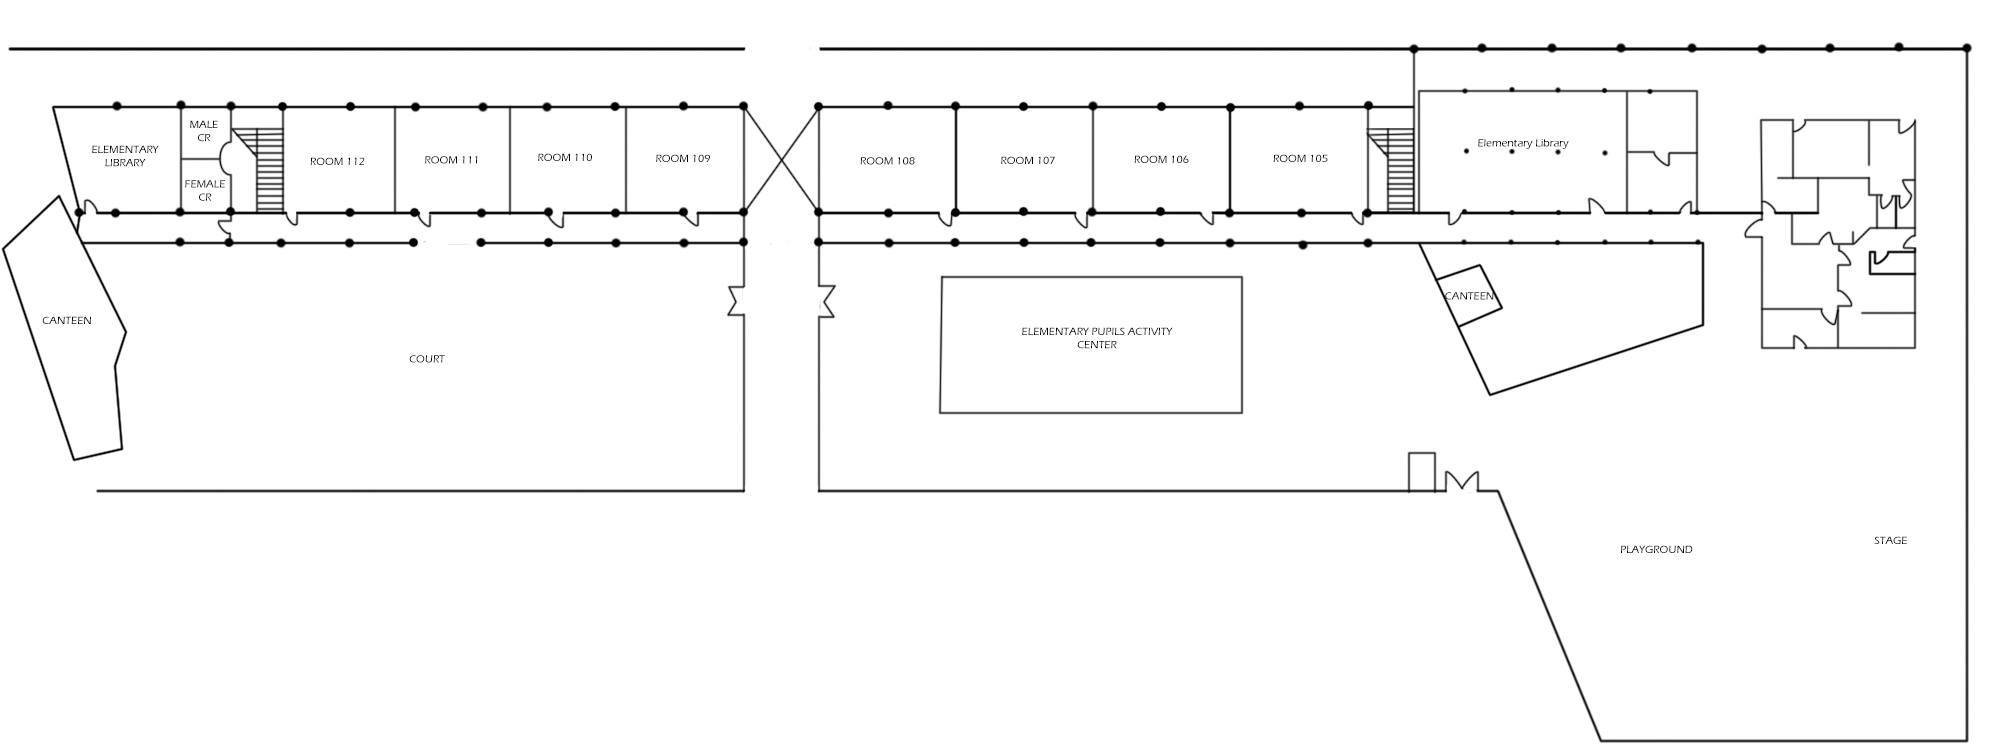 ELEMENTARY
LIBRARY
MALE
CR
FEMALE
CR
ROOM 112
ROOM 111
ROOM 110
ROOM 109
ROOM 108
ROOM 107
ROOM 106
ROOM 105
Elementary Library
CANTEEN
COURT
ELEMENTARY PUPILS ACTIVITY
CENTER
CANTEEN
PLAYGROUND
STAGE